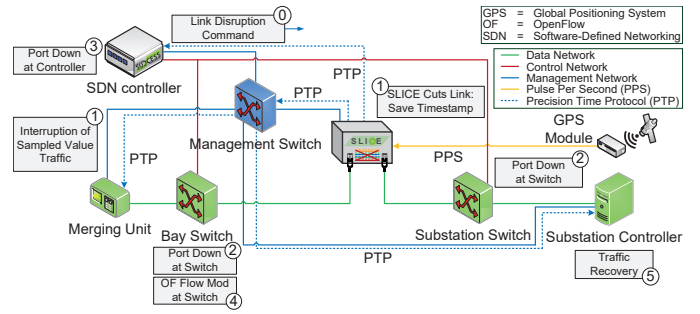 0
Link Disruption
Command
GPS = Global Positioning System
OF = OpenFlow
SDN = Software-Defined Networking
3
Port Down
at Controller
SUCCESS
SDN controller
PTP
PTP
Data Network
Control Network
Management Network
Pulse Per Second (PPS)
Precision Time Protocol (PTP)
1
SLICE Cuts Link:
Save Timestamp
GPS
Module
1
Interruption of
Sampled Value
Traffic
Management Switch
SLICE
PTP
PPS
2
Port Down
at Switch
Merging Unit
Bay Switch
Substation Switch
Substation Controller
2
Port Down
at Switch
PTP
OF Flow Mod
at Switch
4
Traffic
Recovery
5